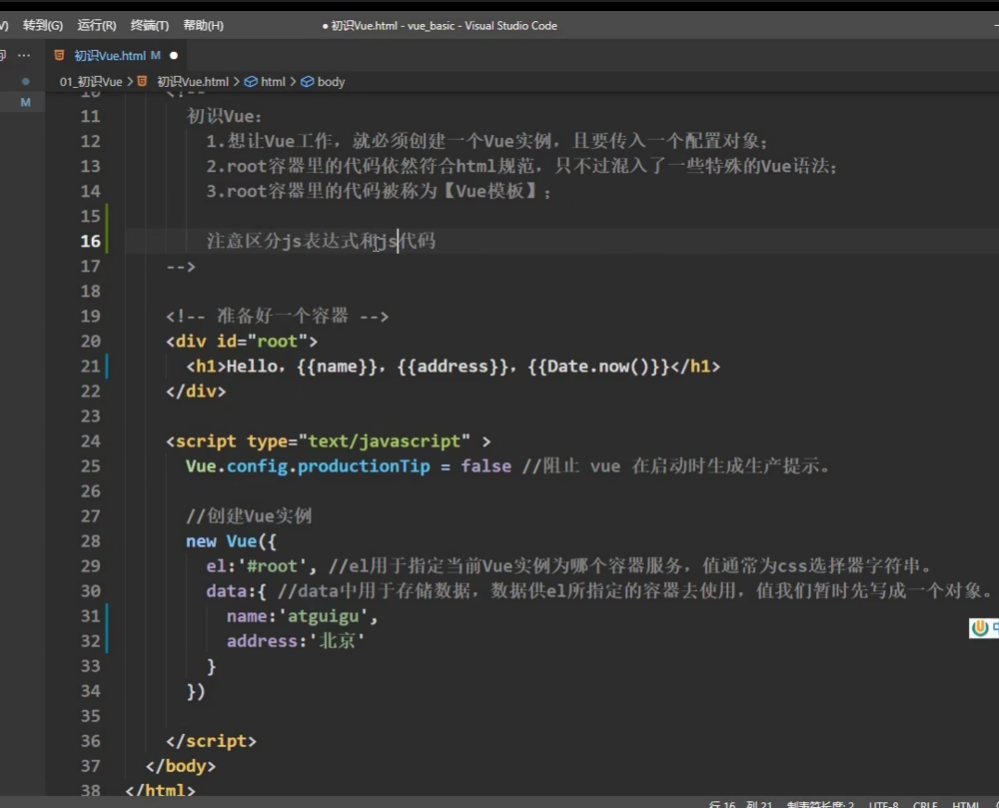 转到(G) 运行(R) 终端(T) 帮助(H) ● 初识Vue.html - vue_basic - Visual Studio Code
初识Vue.html M ●
01_初识Vue > 初识Vue.html > html > body
M
10 <!--
11 初识Vue：
12 1.想让Vue工作，就必须创建一个Vue实例，且要传入一个配置对象；
13 2.root容器里的代码依然符合html规范，只不过混入了一些特殊的Vue语法；
14 3.root容器里的代码被称为【Vue模板】；
15
16 注意区分js表达式和js代码
17 -->
18
19 <!-- 准备好一个容器 -->
20 <div id="root">
21 <h1>Hello，{{name}}，{{address}}，{{Date.now()}}</h1>
22 </div>
23
24 <script type="text/javascript" >
25 Vue.config.productionTip = false //阻止 vue 在启动时生成生产提示。
26
27 //创建Vue实例
28 new Vue({
29 el:'#root', //el用于指定当前Vue实例为哪个容器服务，值通常为css选择器字符串。
30 data:{ //data中用于存储数据，数据供el所指定的容器去使用，值我们暂时先写成一个对象。
31 name:'atguigu',
32 address:'北京'
33 }
34 })
35
36 </script>
37 </body>
38 </html>
行 16，列 21 制表符长度: 2 UTF-8 CRLF HTML